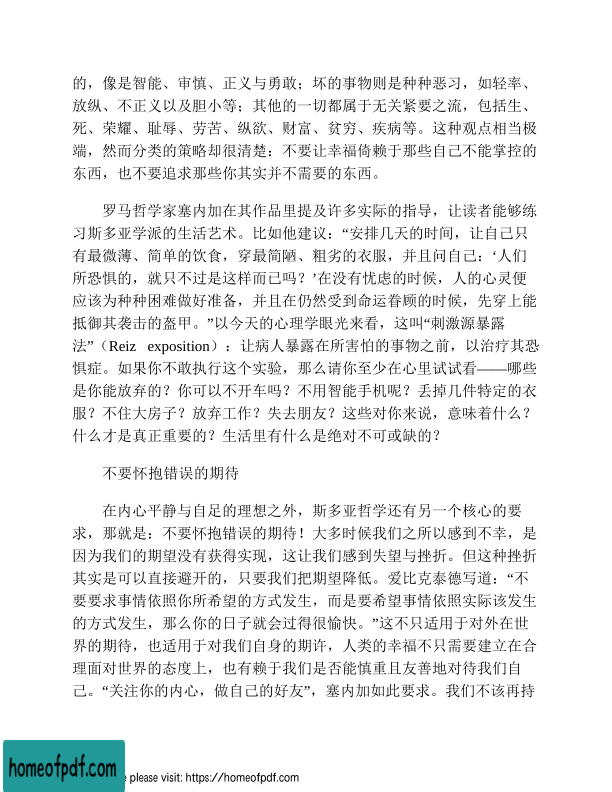 的，像是智能、审慎、正义与勇敢；坏的事物则是种种恶习，如轻率、
放纵、不正义以及胆小等；其他的一切都属于无关紧要之流，包括生、
死、荣耀、耻辱、劳苦、纵欲、财富、贫穷、疾病等。这种观点相当极
端，然而分类的策略却很清楚：不要让幸福倚赖于那些自己不能掌控的
东西，也不要追求那些你其实并不需要的东西。
罗马哲学家塞内加在其作品里提及许多实际的指导，让读者能够练
习斯多亚学派的生活艺术。比如他建议：“安排几天的时间，让自己只
有最微薄、简单的饮食，穿最简陋、粗劣的衣服，并且问自己：‘人们
所恐惧的，就只不过是这样而已吗？’在没有忧虑的时候，人的心灵便
应该为种种困难做好准备，并且在仍然受到命运眷顾的时候，先穿上能
抵御其袭击的盔甲。”以今天的心理学眼光来看，这叫“刺激源暴露
法”（Reiz exposition）：让病人暴露在所害怕的事物之前，以治疗其恐
惧症。如果你不敢执行这个实验，那么请你至少在心里试试看——哪些
是你能放弃的？你可以不开车吗？不用智能手机呢？丢掉几件特定的衣
服？不住大房子？放弃工作？失去朋友？这些对你来说，意味着什么？
什么才是真正重要的？生活里有什么是绝对不可或缺的？
不要怀抱错误的期待
在内心平静与自足的理想之外，斯多亚哲学还有另一个核心的要
求，那就是：不要怀抱错误的期待！大多时候我们之所以感到不幸，是
因为我们的期望没有获得实现，这让我们感到失望与挫折。但这种挫折
其实是可以直接避开的，只要我们把期望降低。爱比克泰德写道：“不
要要求事情依照你所希望的方式发生，而是要希望事情依照实际该发生
的方式发生，那么你的日子就会过得很愉快。”这不只适用于对外在世
界的期待，也适用于对我们自身的期许，人类的幸福不只需要建立在合
理面对世界的态度上，也有赖于我们是否能慎重且友善地对待我们自
己。“关注你的内心，做自己的好友”，塞内加如此要求。我们不该再持
homeofpdf.com
e please visit: https://homeofpdf.com